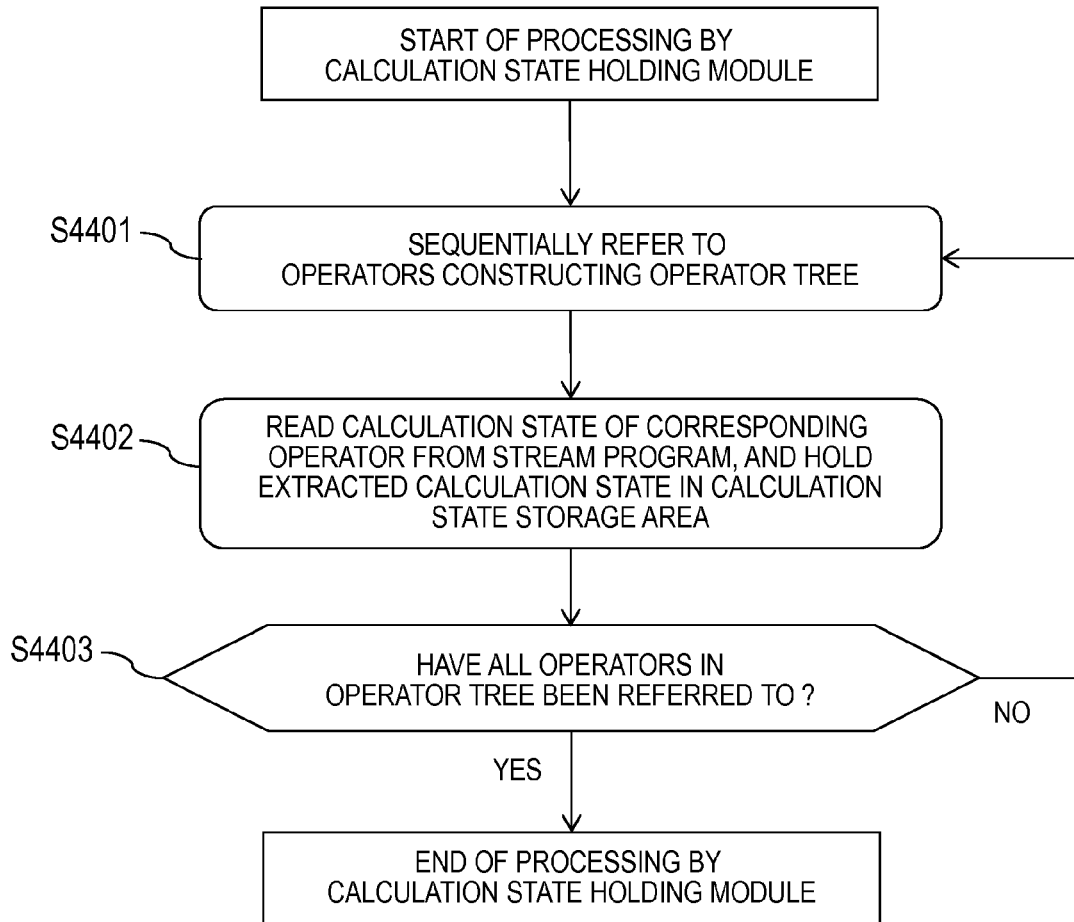 START OF PROCESSING BY
CALCULATION STATE HOLDING MODULE
S4401
SEQUENTIALLY REFER TO
OPERATORS CONSTRUCTING OPERATOR TREE
S4402
READ CALCULATION STATE OF CORRESPONDING
OPERATOR FROM STREAM PROGRAM, AND HOLD
EXTRACTED CALCULATION STATE IN CALCULATION
STATE STORAGE AREA
S4403
HAVE ALL OPERATORS IN
OPERATOR TREE BEEN REFERRED TO ?
NO
YES
END OF PROCESSING BY
CALCULATION STATE HOLDING MODULE